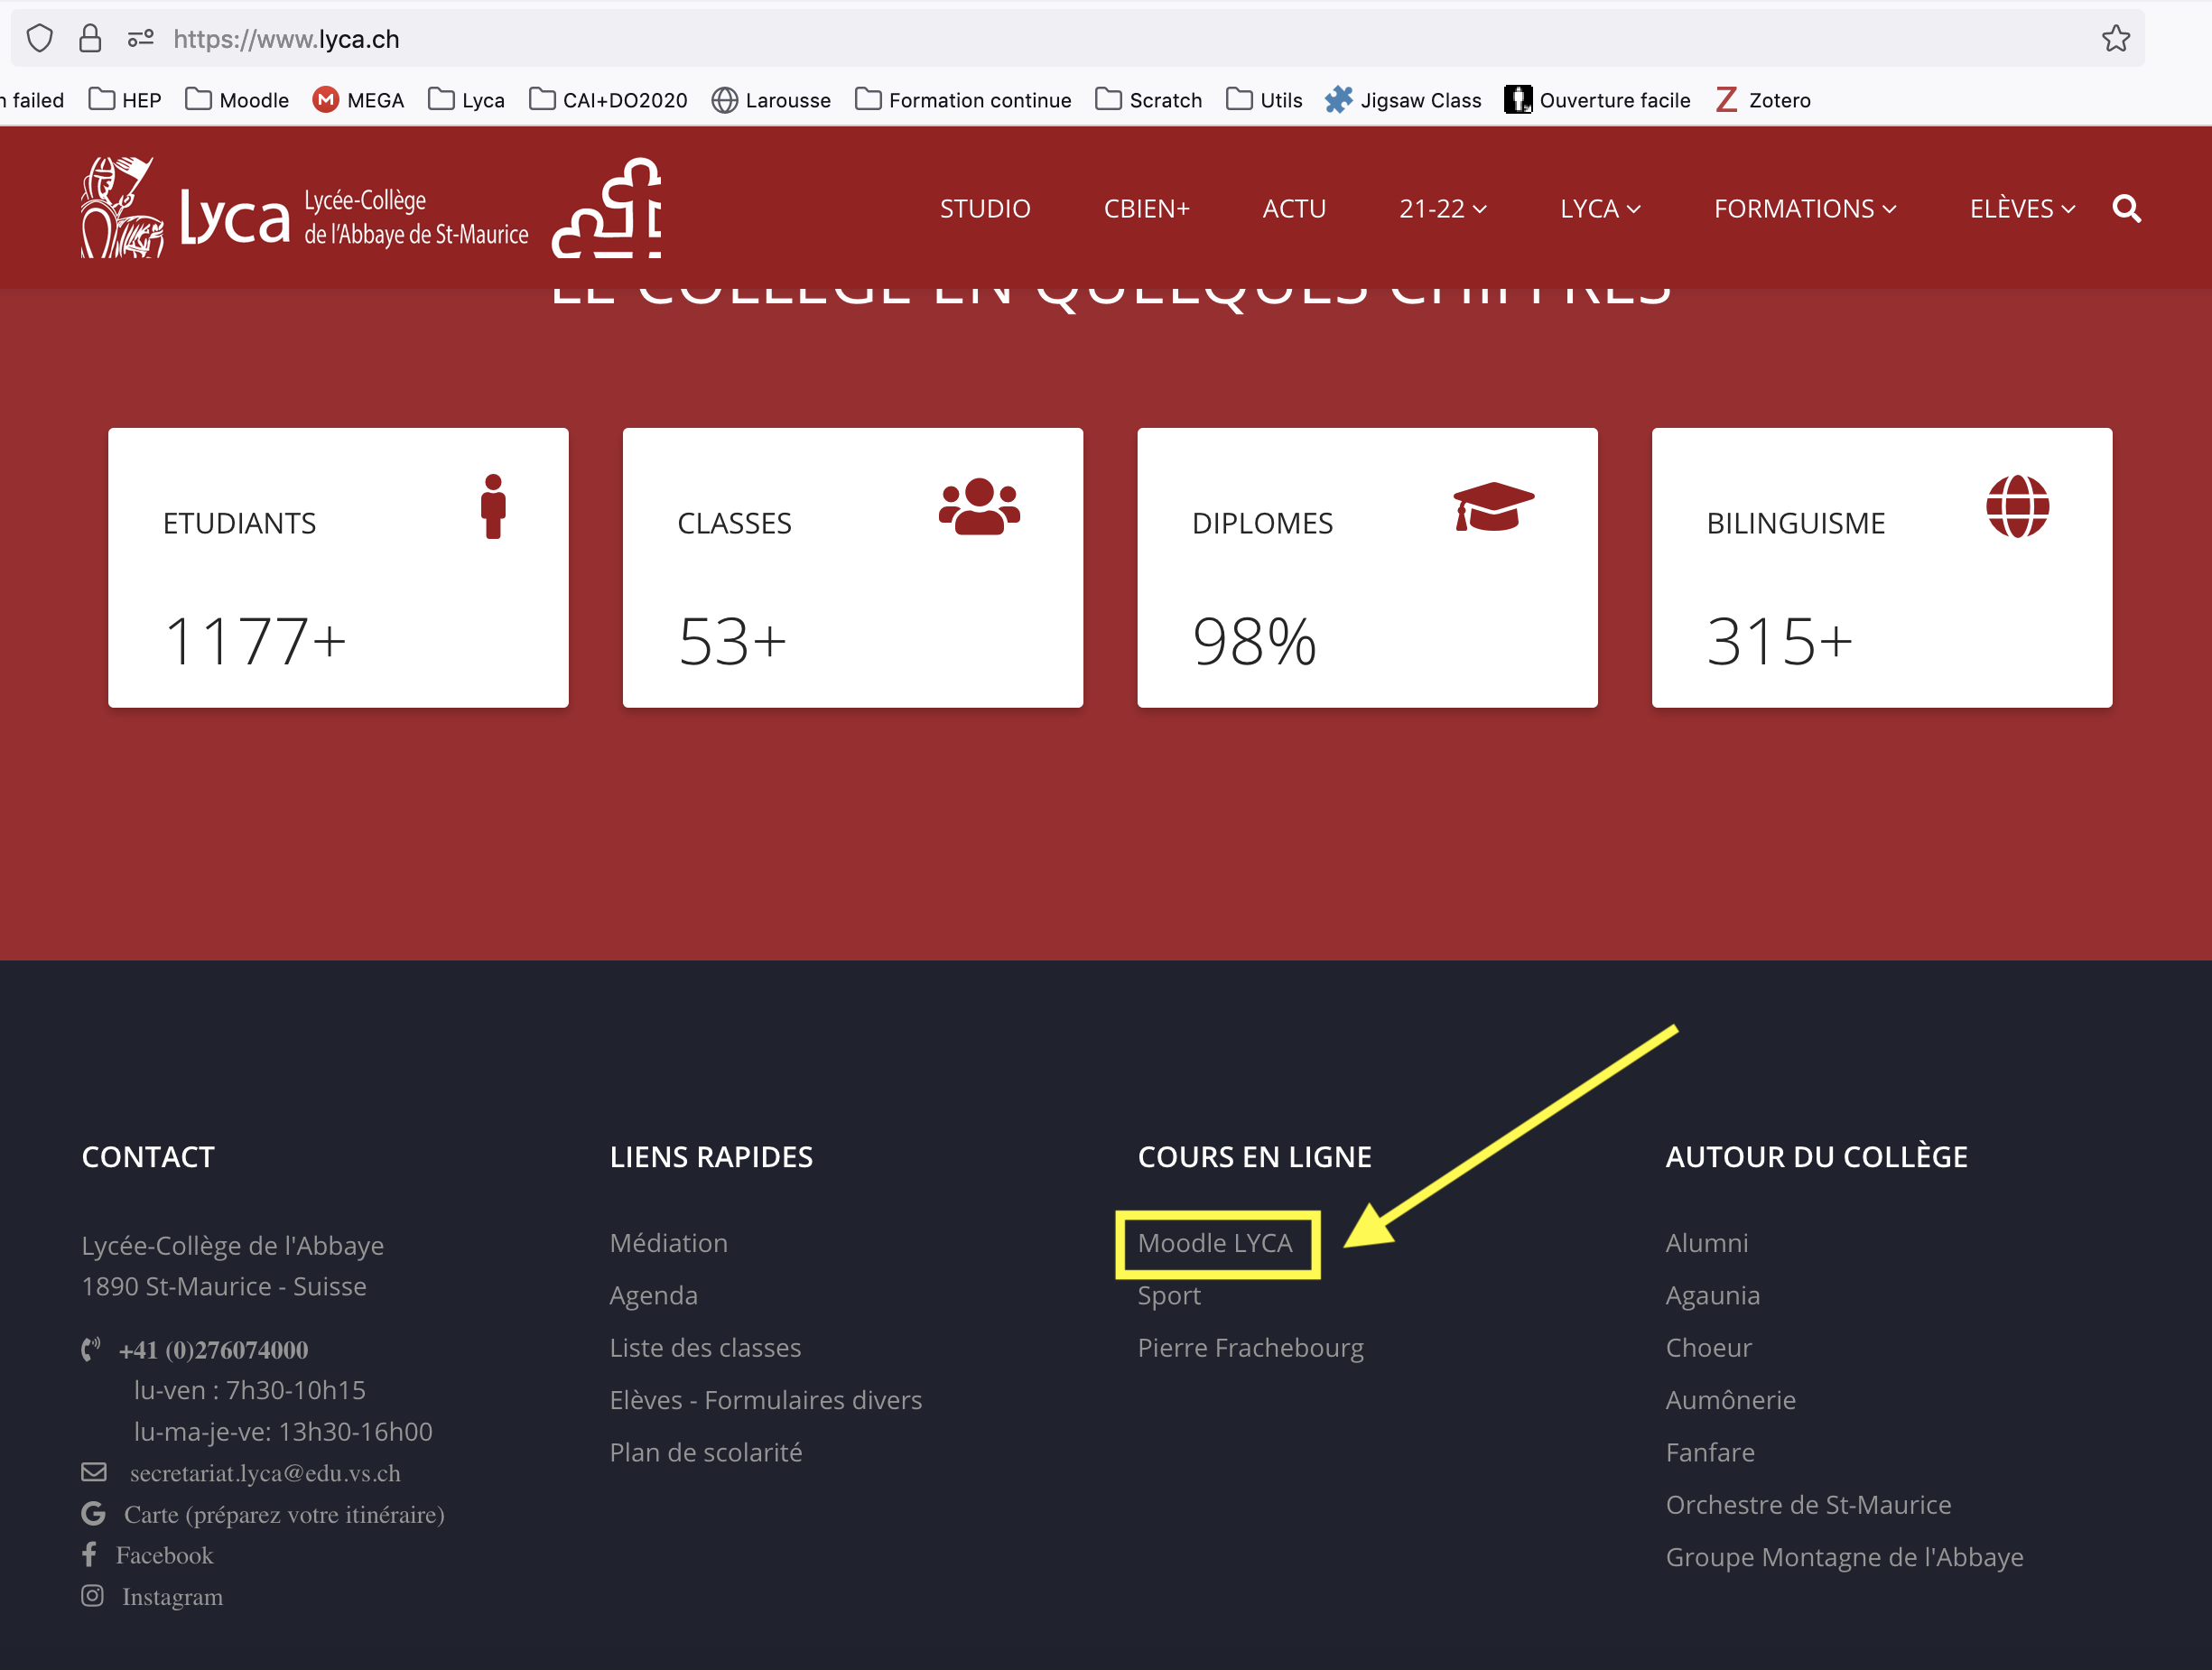 https://www.lyca.ch
n failed HEP Moodle MEGA Lyca CAI+DO2020 Larousse Formation continue Scratch Utils Jigsaw Class Ouverture facile Zotero
lyca Lycée-Collège
de l'Abbaye de St-Maurice
STUDIO CBIEN+ ACTU 21-22 LYCA FORMATIONS ELÈVES
LE COLLÈGE EN QUELQUES CHIFFRES
ETUDIANTS
1177+
CLASSES
53+
DIPLOMES
98%
BILINGUISME
315+
CONTACT
Lycée-Collège de l'Abbaye
1890 St-Maurice - Suisse
+41 (0)276074000
lu-ven : 7h30-10h15
lu-ma-je-ve: 13h30-16h00
secretariat.lyca@edu.vs.ch
Carte (préparez votre itinéraire)
Facebook
Instagram
LIENS RAPIDES
Médiation
Agenda
Liste des classes
Elèves - Formulaires divers
Plan de scolarité
COURS EN LIGNE
Moodle LYCA
Sport
Pierre Frachebourg
AUTOUR DU COLLÈGE
Alumni
Agaunia
Choeur
Aumônerie
Fanfare
Orchestre de St-Maurice
Groupe Montagne de l'Abbaye